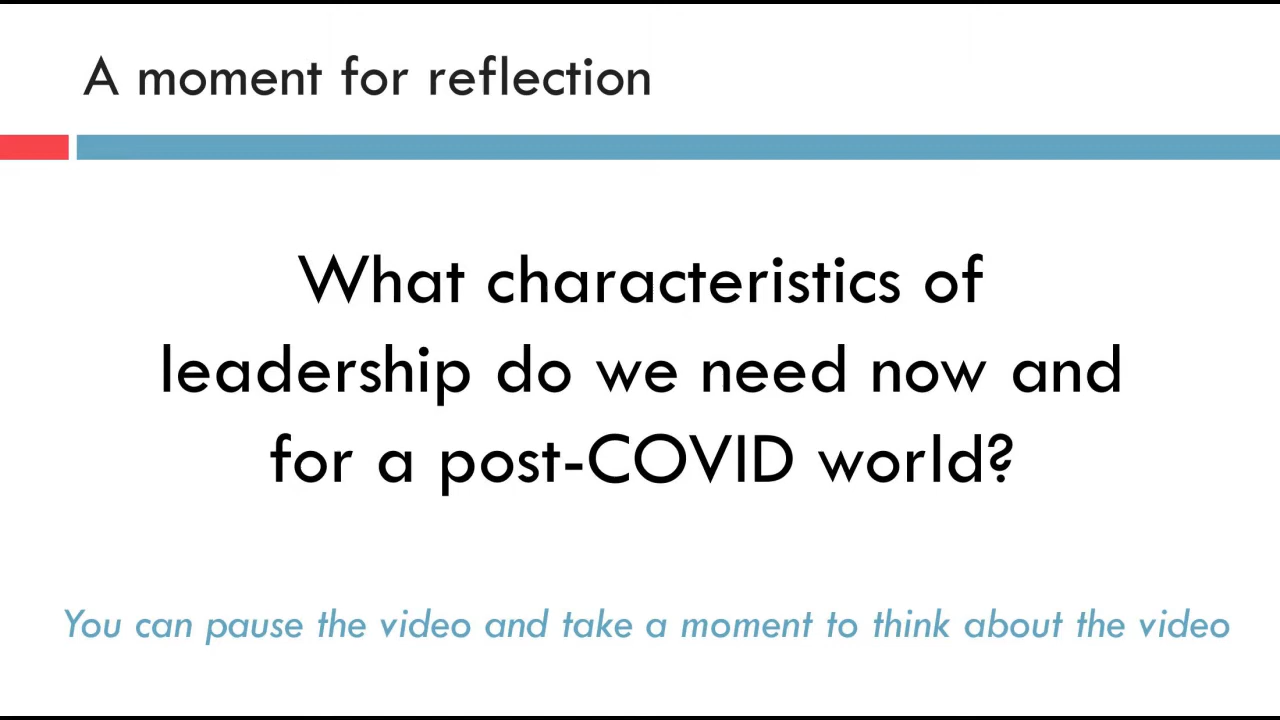 A moment for reflection
What characteristics of
leadership do we need now and
for a post-COVID world?
You can pause the video and take a moment to think about the video